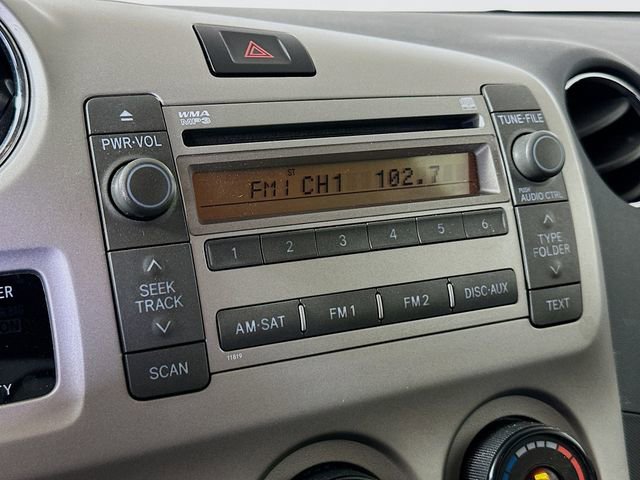 WMA
MP3
PWR·VOL
TUNE·FILE
ST
FM1 CH1 102.7
PUSH
AUDIO CTRL
1 2 3 4 5 6
SEEK
TRACK
TYPE
FOLDER
AM·SAT FM1 FM2 DISC·AUX
TEXT
11819
SCAN